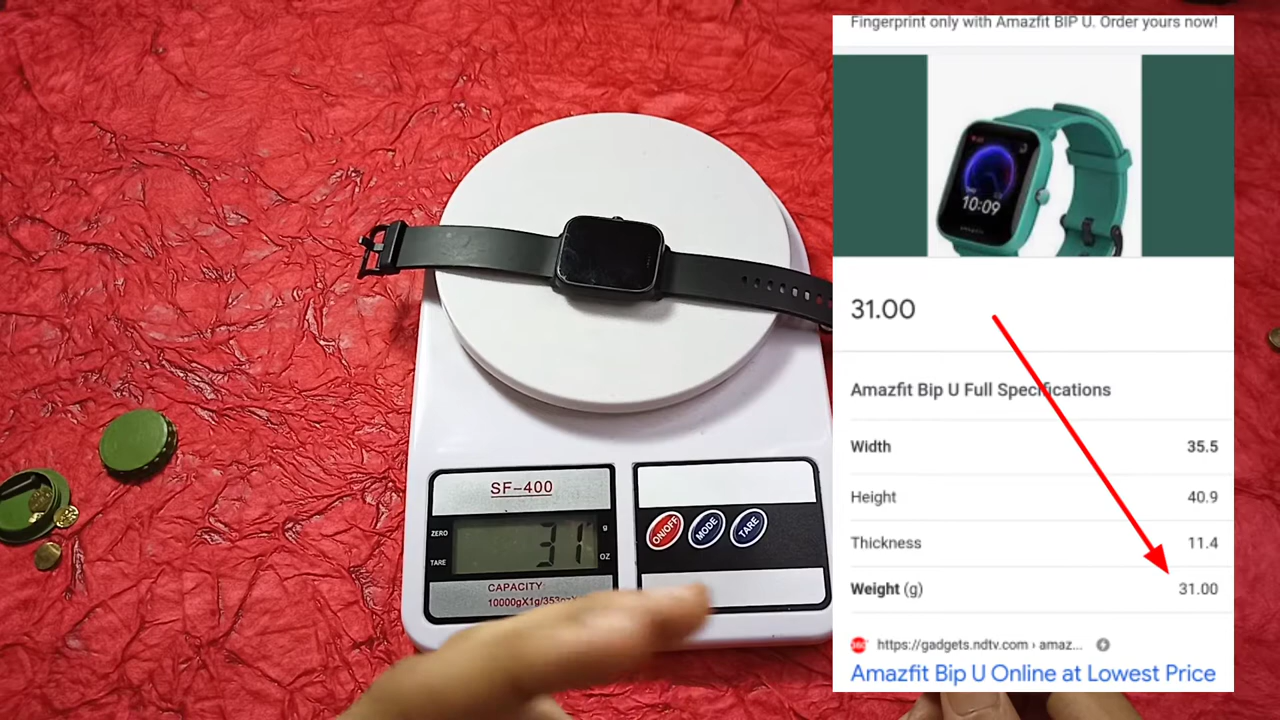 SF-400
ZERO
TARE
31
g
OZ
CAPACITY
ON/OFF
MODE
TARE
Fingerprint only with Amazfit BIP U. Order yours now!
10:09
amazfit
31.00
Amazfit Bip U Full Specifications
Width 35.5
Height 40.9
Thickness 11.4
Weight (g) 31.00
https://gadgets.ndtv.com › amaz...
Amazfit Bip U Online at Lowest Price